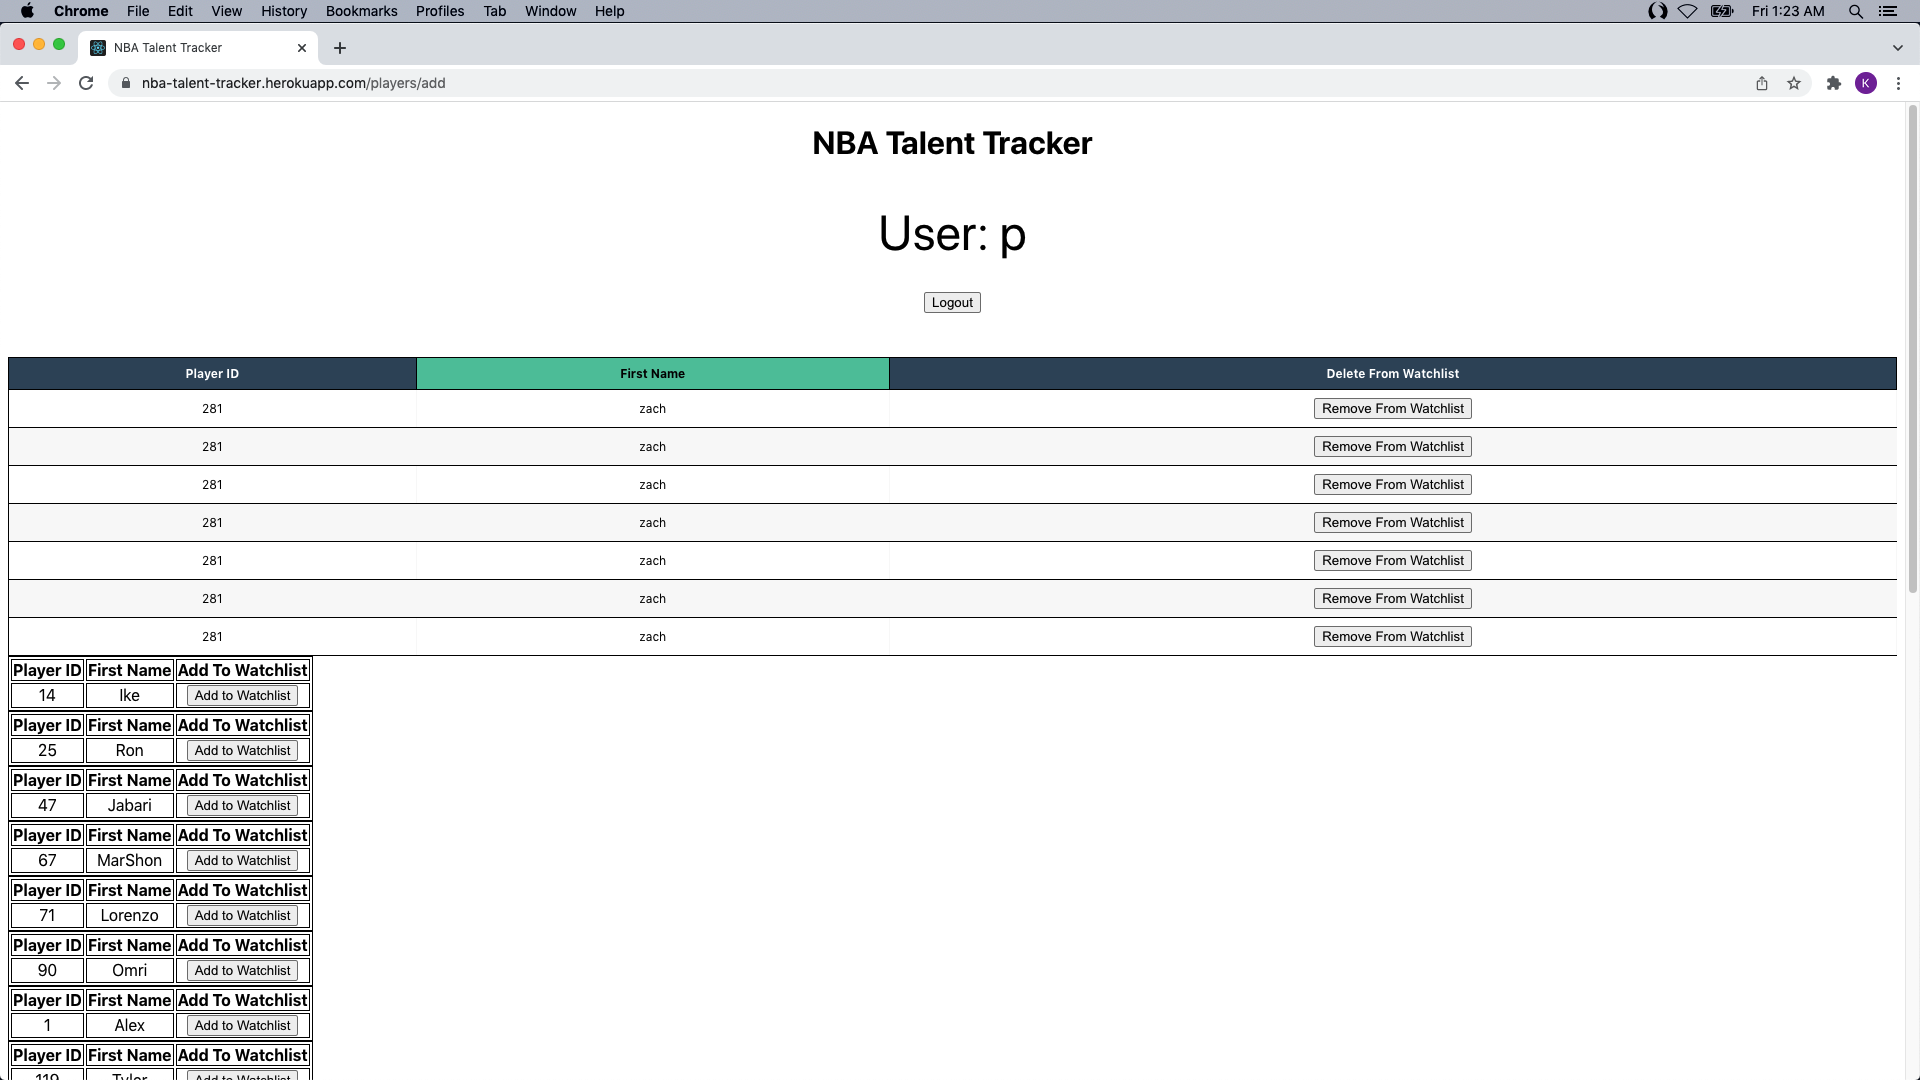 Chrome File Edit View History Bookmarks Profiles Tab Window Help Fri 1:23 AM
NBA Talent Tracker
nba-talent-tracker.herokuapp.com/players/add K
NBA Talent Tracker
User: p
Logout
Player ID First Name Delete From Watchlist
281 zach Remove From Watchlist
281 zach Remove From Watchlist
281 zach Remove From Watchlist
281 zach Remove From Watchlist
281 zach Remove From Watchlist
281 zach Remove From Watchlist
281 zach Remove From Watchlist
Player ID First Name Add To Watchlist
14 Ike Add to Watchlist
Player ID First Name Add To Watchlist
25 Ron Add to Watchlist
Player ID First Name Add To Watchlist
47 Jabari Add to Watchlist
Player ID First Name Add To Watchlist
67 MarShon Add to Watchlist
Player ID First Name Add To Watchlist
71 Lorenzo Add to Watchlist
Player ID First Name Add To Watchlist
90 Omri Add to Watchlist
Player ID First Name Add To Watchlist
1 Alex Add to Watchlist
Player ID First Name Add To Watchlist
119 Tyler Add to Watchlist